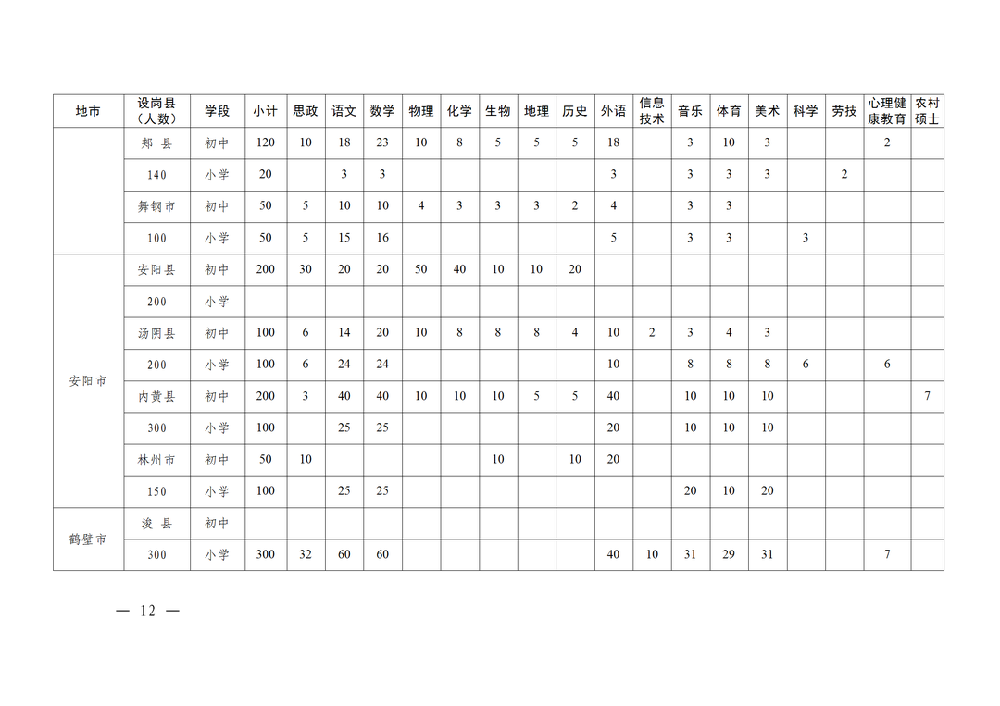 地市 设岗县（人数） 学段 小计 思政 语文 数学 物理 化学 生物 地理 历史 外语 信息技术 音乐 体育 美术 科学 劳技 心理健康教育 农村硕士
郏 县 初中 120 10 18 23 10 8 5 5 5 18 3 10 3 2
140 小学 20 3 3 3 3 3 3 2
舞钢市 初中 50 5 10 10 4 3 3 3 2 4 3 3
100 小学 50 5 15 16 5 3 3 3
安阳市
安阳县 初中 200 30 20 20 50 40 10 10 20
200 小学
汤阴县 初中 100 6 14 20 10 8 8 8 4 10 2 3 4 3
200 小学 100 6 24 24 10 8 8 8 6 6
内黄县 初中 200 3 40 40 10 10 10 5 5 40 10 10 10 7
300 小学 100 25 25 20 10 10 10
林州市 初中 50 10 10 10 20
150 小学 100 25 25 20 10 20
鹤壁市
浚 县 初中
300 小学 300 32 60 60 40 10 31 29 31 7
— 12 —